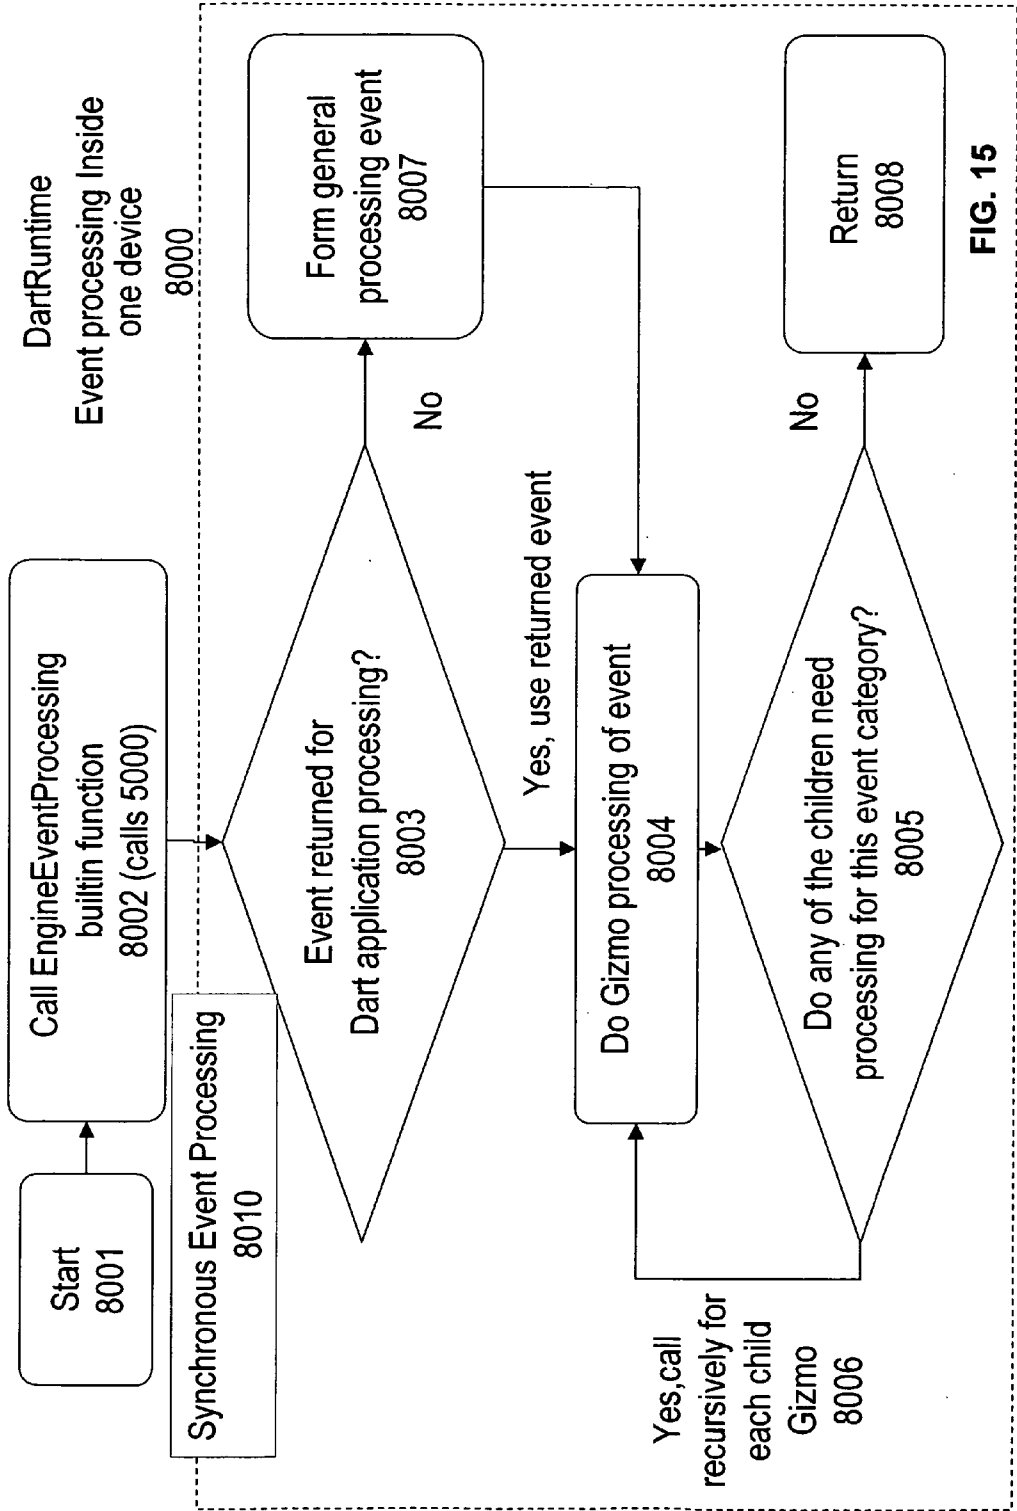 DartRuntime
Event processing Inside
one device
8000
Start
8001
Call EngineEventProcessing
builtin function
8002 (calls 5000)
Synchronous Event Processing
8010
Event returned for
Dart application processing?
8003
No
Form general
processing event
8007
Yes, use returned event
Do Gizmo processing of event
8004
Yes,call
recursively for
each child
Gizmo
8006
Do any of the children need
processing for this event category?
8005
No
Return
8008
FIG. 15